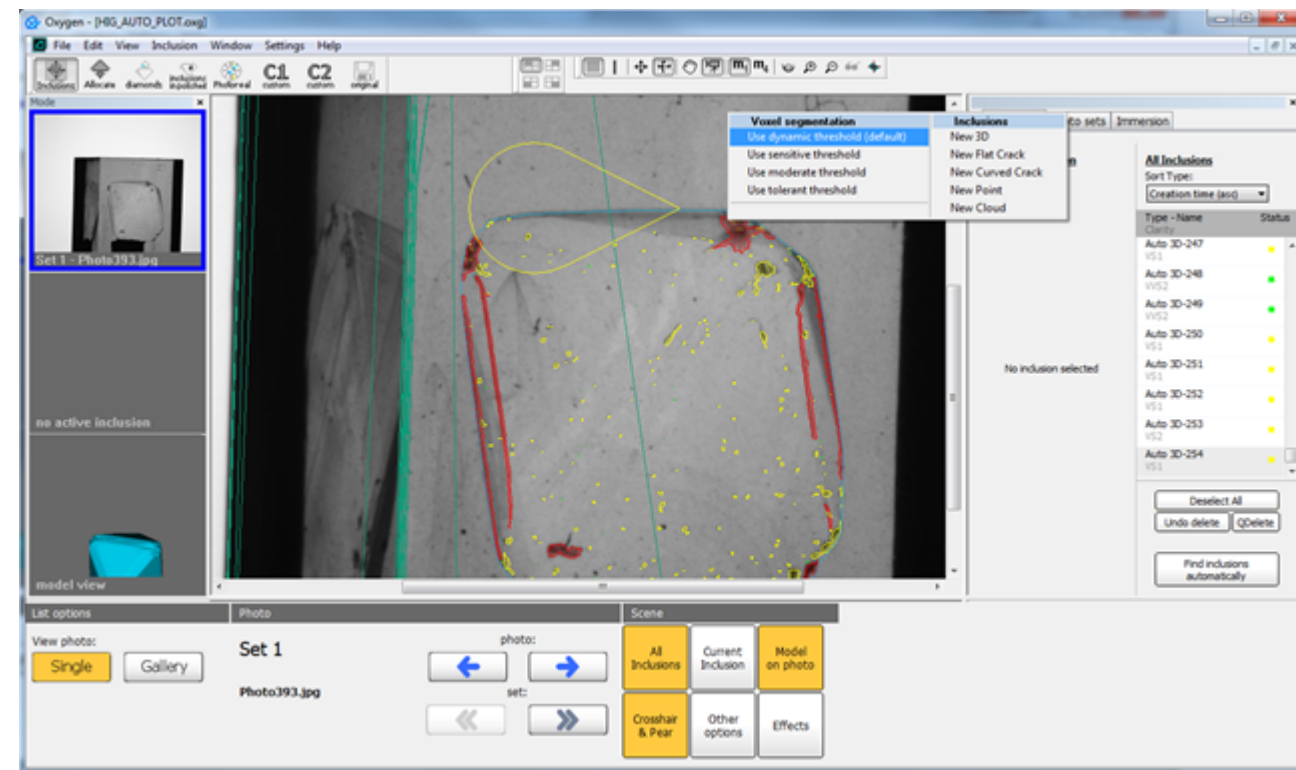 Oxygen - [HIG_AUTO_PLOT.oxg]
File Edit View Inclusion Window Settings Help
Inclusions Allocate diamonds inclusions in polished Photoreal C1 custom C2 custom original
Mode
Set 1 - Photo393.jpg
no active inclusion
model view
Voxel segmentation
Use dynamic threshold (default)
Use sensitive threshold
Use moderate threshold
Use tolerant threshold
Inclusions
New 3D
New Flat Crack
New Curved Crack
New Point
New Cloud
to sets Immersion
No inclusion selected
All Inclusions
Sort Type:
Creation time (asc)
Type - Name Status
Clarity
Auto 3D-247
VS1
Auto 3D-248
VVS2
Auto 3D-249
VVS2
Auto 3D-250
VS1
Auto 3D-251
VS1
Auto 3D-252
VS1
Auto 3D-253
VS2
Auto 3D-254
VS1
Deselect All
Undo delete QDelete
Find inclusions
automatically
List options
View photo:
Single Gallery
Photo
Set 1
Photo393.jpg
photo:
set:
Scene
All
Inclusions
Current
Inclusion
Model
on photo
Crosshair
& Pear
Other
options
Effects